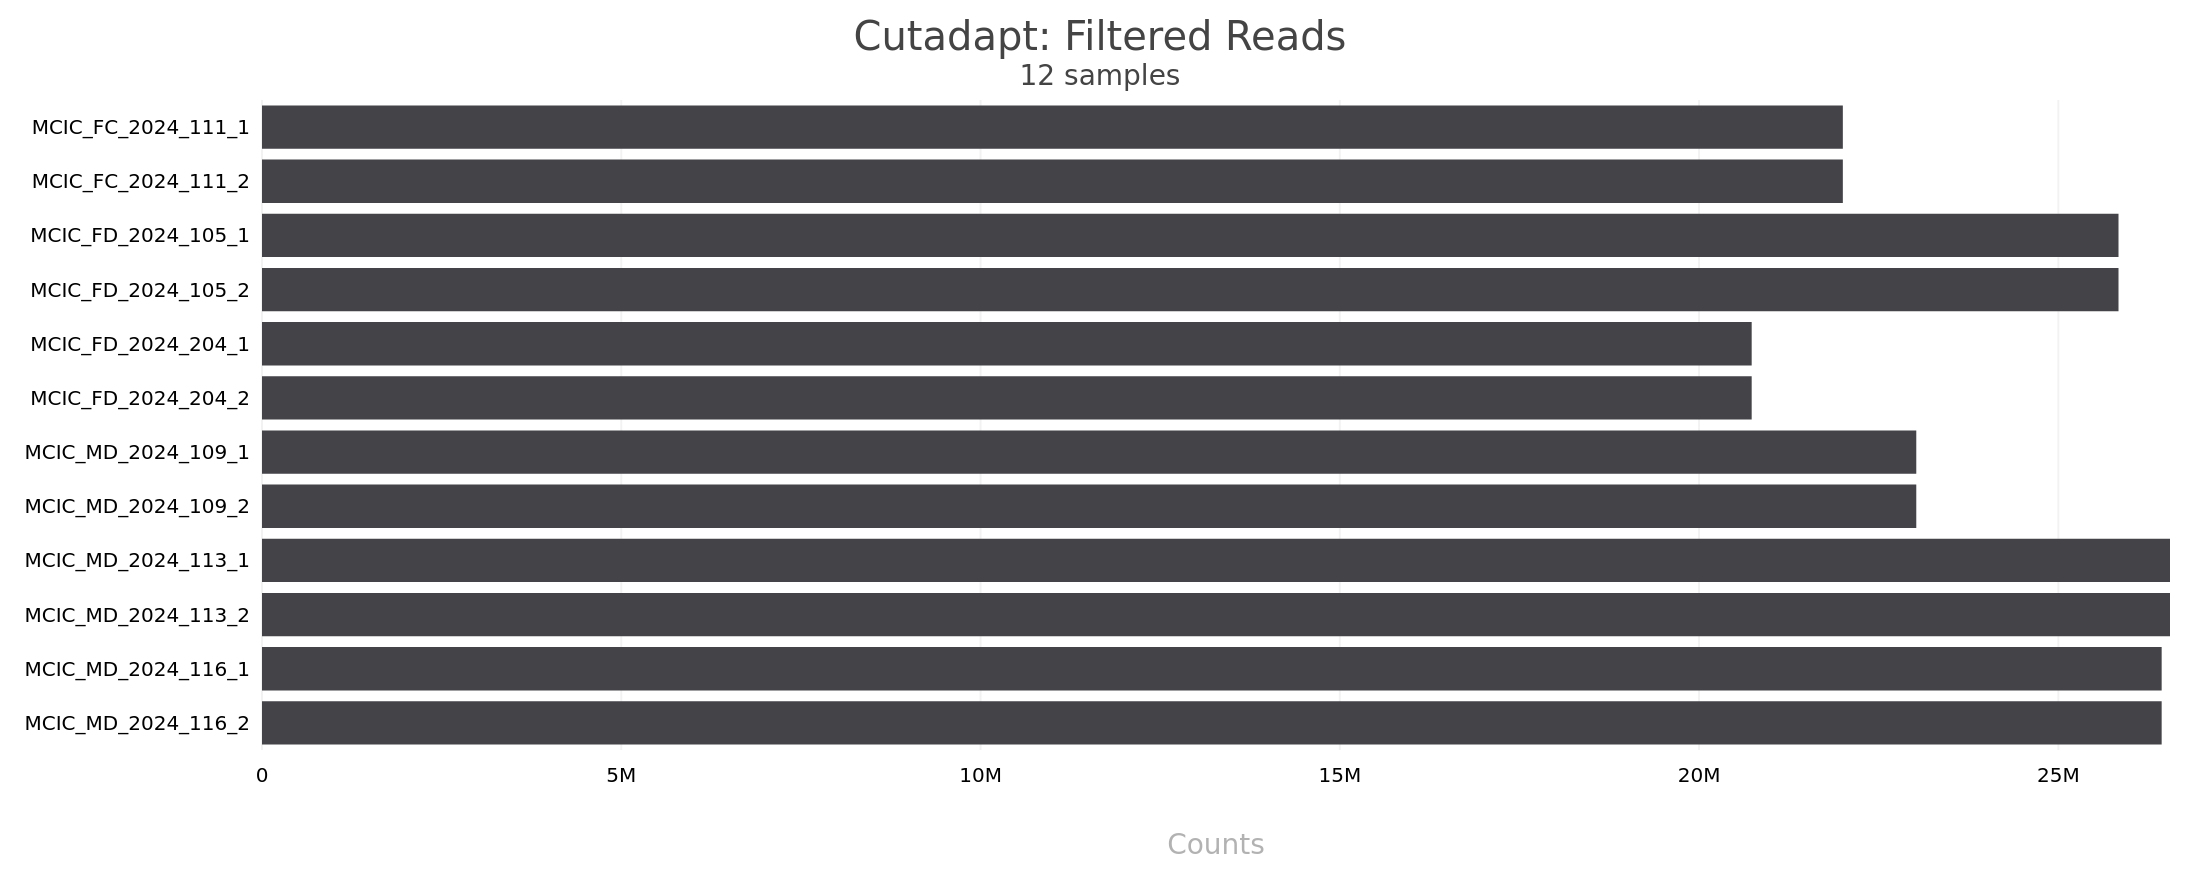 Cutadapt: Filtered Reads
12 samples
MCIC_FC_2024_111_1
MCIC_FC_2024_111_2
MCIC_FD_2024_105_1
MCIC_FD_2024_105_2
MCIC_FD_2024_204_1
MCIC_FD_2024_204_2
MCIC_MD_2024_109_1
MCIC_MD_2024_109_2
MCIC_MD_2024_113_1
MCIC_MD_2024_113_2
MCIC_MD_2024_116_1
MCIC_MD_2024_116_2
0 5M 10M 15M 20M 25M
Counts